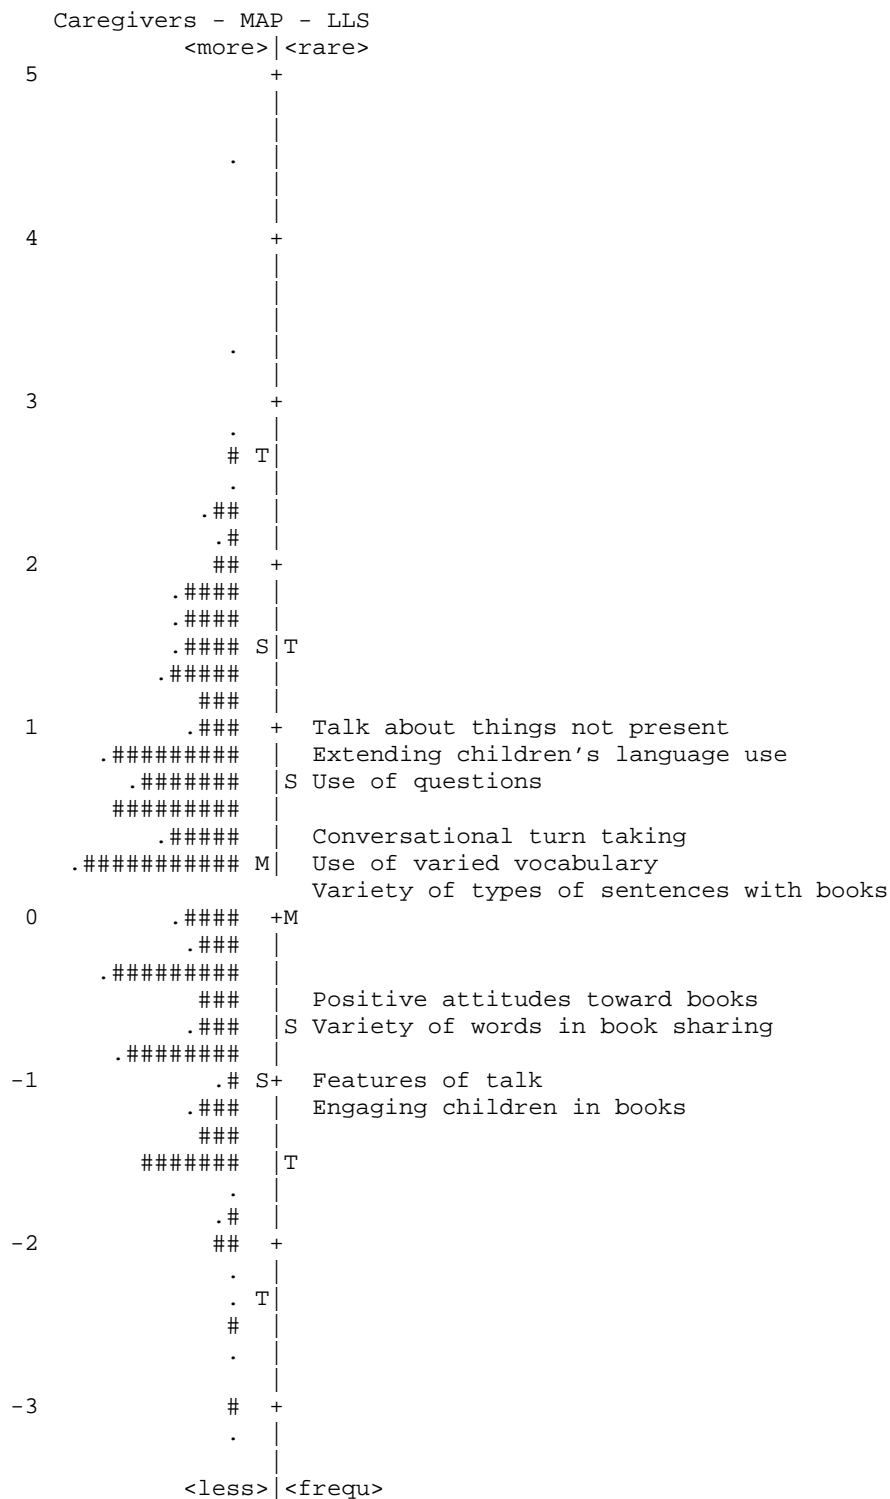 Caregivers - MAP - LLS
<more>|<rare>
5 +
|
|
. |
|
|
4 +
|
|
|
. |
|
3 +
. |
# T|
. |
.## |
.# |
2 ## +
.#### |
.#### |
.#### S|T
.##### |
### |
1 .### + Talk about things not present
.######### | Extending children's language use
.####### |S Use of questions
######### |
.##### | Conversational turn taking
.########### M| Use of varied vocabulary
Variety of types of sentences with books
0 .#### +M
.### |
.######### |
### | Positive attitudes toward books
.### |S Variety of words in book sharing
.######## |
-1 .# S+ Features of talk
.### | Engaging children in books
### |
####### |T
. |
.# |
-2 ## +
. |
. T|
# |
. |
|
-3 # +
. |
|
<less>|<frequ>